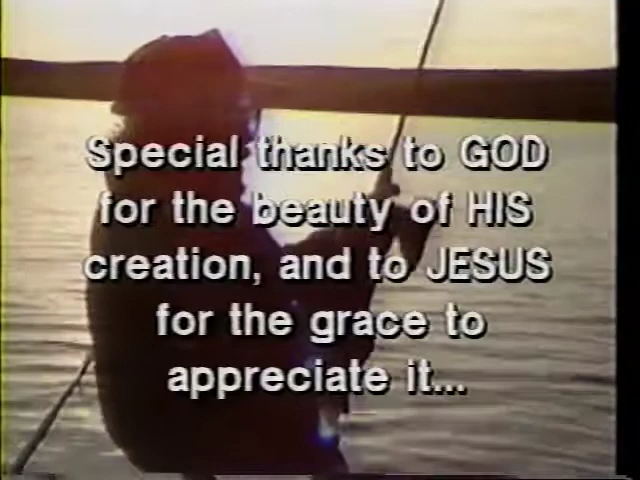 Special thanks to GOD
for the beauty of HIS
creation, and to JESUS
for the grace to
appreciate it...